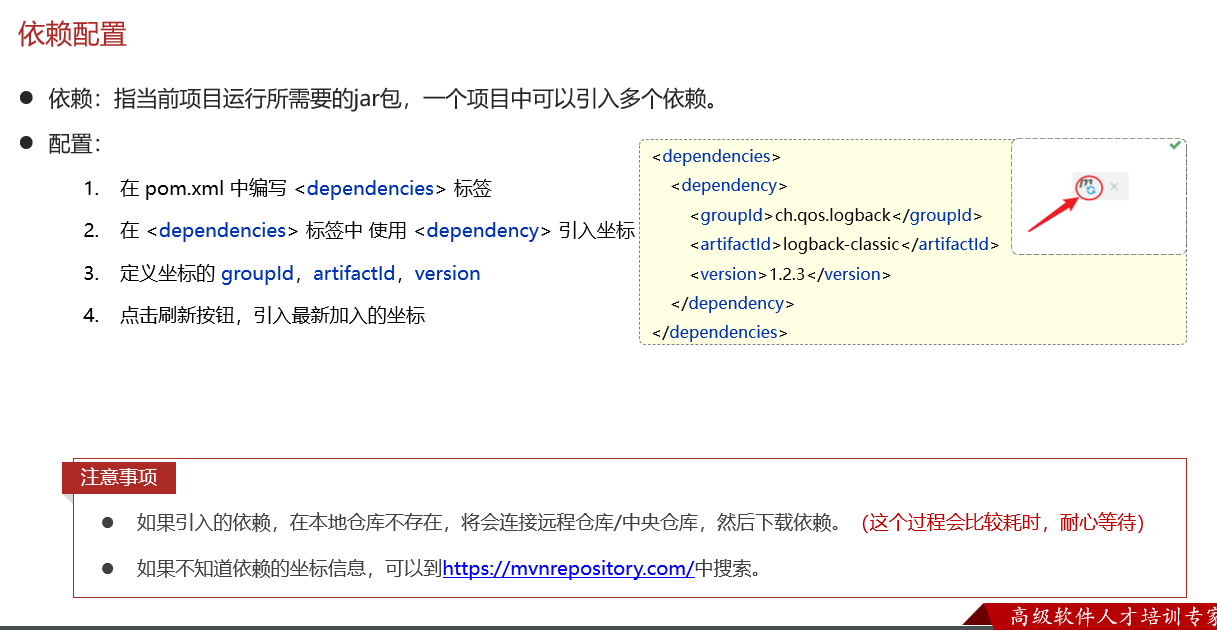 依赖配置
● 依赖：指当前项目运行所需要的jar包，一个项目中可以引入多个依赖。
● 配置：
1. 在 pom.xml 中编写 <dependencies> 标签
2. 在 <dependencies> 标签中 使用 <dependency> 引入坐标
3. 定义坐标的 groupId，artifactId，version
4. 点击刷新按钮，引入最新加入的坐标
<dependencies>
<dependency>
<groupId>ch.qos.logback</groupId>
<artifactId>logback-classic</artifactId>
<version>1.2.3</version>
</dependency>
</dependencies>
m
注意事项
● 如果引入的依赖，在本地仓库不存在，将会连接远程仓库/中央仓库，然后下载依赖。（这个过程会比较耗时，耐心等待）
● 如果不知道依赖的坐标信息，可以到https://mvnrepository.com/中搜索。
高级软件人才培训专家